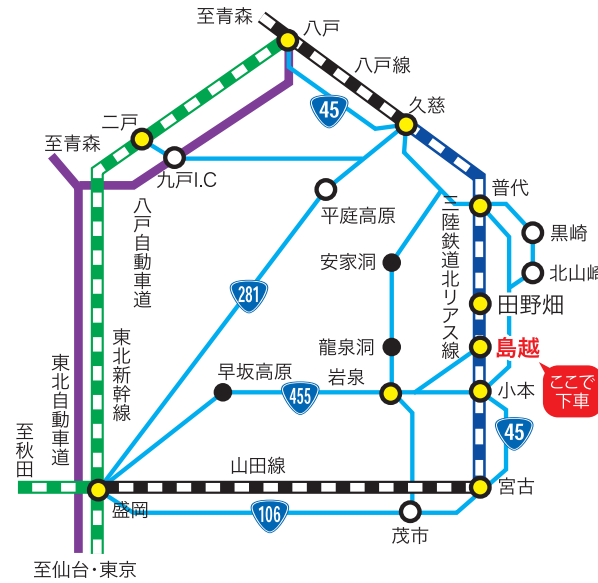 至青森
八戸
八戸線
45
久慈
二戸
至青森
九戸I.C
普代
平庭高原
八戸自動車道
三陸鉄道北リアス線
黒崎
安家洞
北山崎
281
田野畑
東北新幹線
龍泉洞
島越
東北自動車道
早坂高原
岩泉
ここで
下車
455
小本
至秋田
45
山田線
宮古
盛岡
106
茂市
至仙台・東京